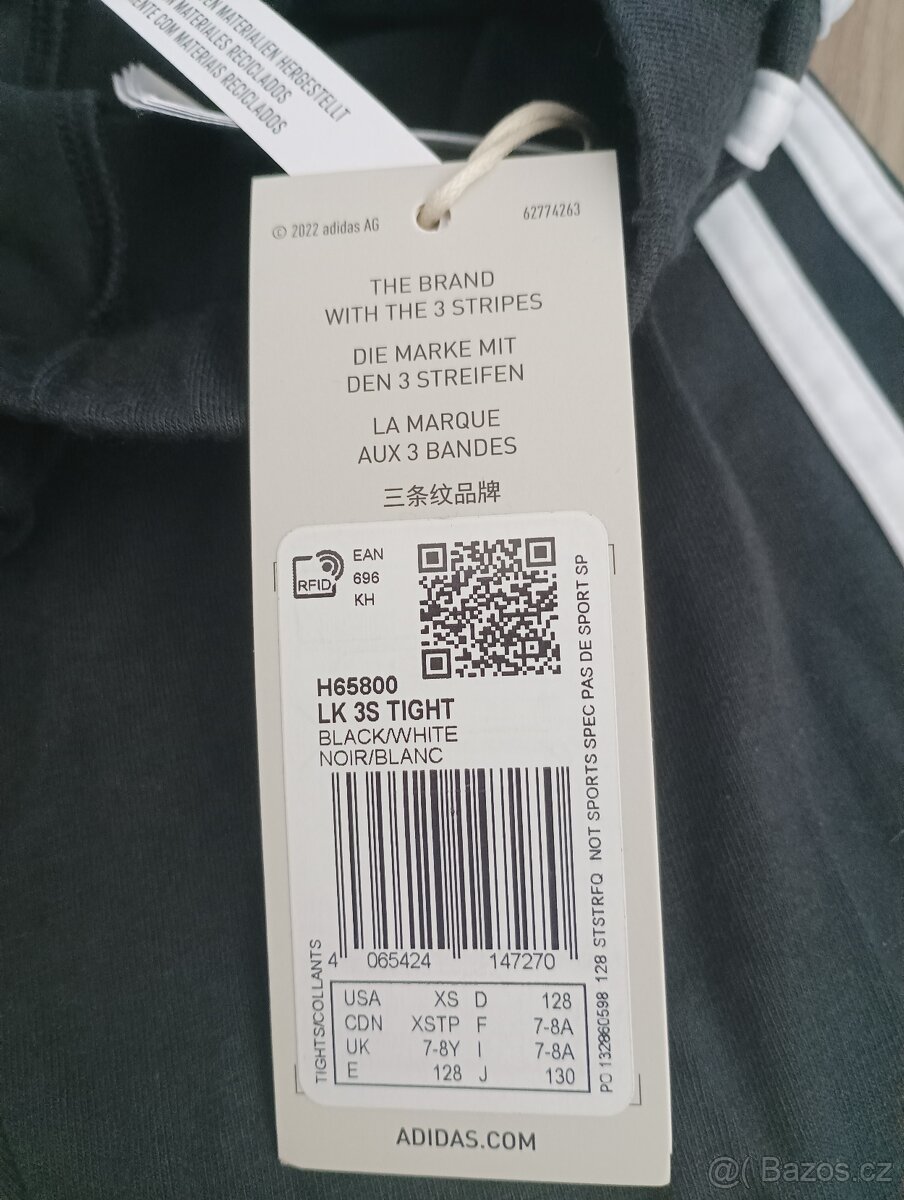 EN MATERIALIEN HERGESTELLT
MATERIALES RECICLADOS
COM MATERIAIS RECICLADOS
© 2022 adidas AG
62774263
THE BRAND
WITH THE 3 STRIPES
DIE MARKE MIT
DEN 3 STREIFEN
LA MARQUE
AUX 3 BANDES
三条纹品牌
RFID
EAN
696
KH
H65800
LK 3S TIGHT
BLACK/WHITE
NOIR/BLANC
4 065424 147270
TIGHTS/COLLANTS
USA XS D 128
CDN XSTP F 7-8A
UK 7-8Y I 7-8A
E 128 J 130
PO 132860598 128 STSTRFQ NOT SPORTS SPEC PAS DE SPORT SP
ADIDAS.COM
@( Bazos.cz